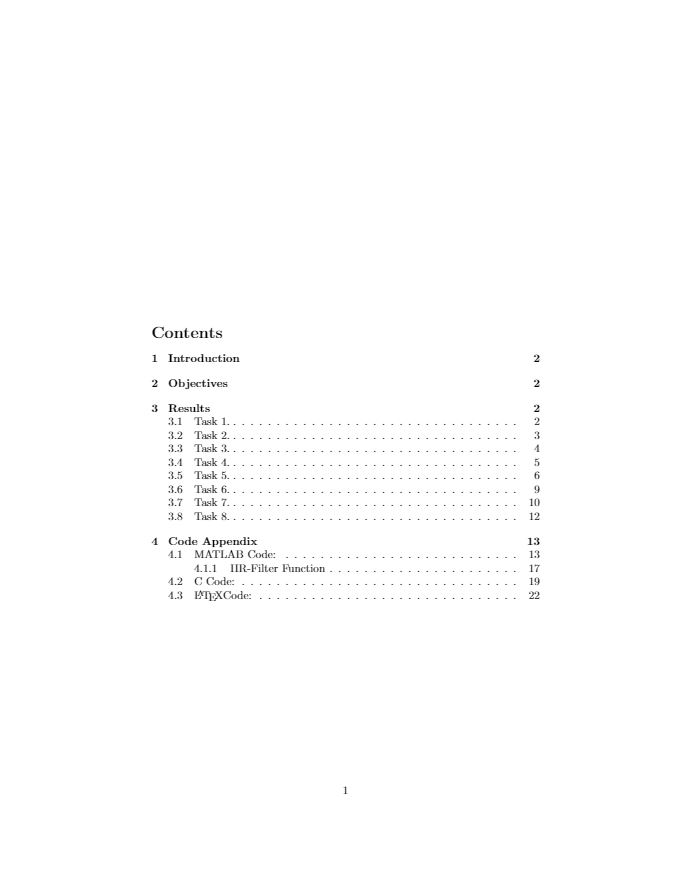 Contents
1 Introduction 2
2 Objectives 2
3 Results 2
3.1 Task 1. . . . . . . . . . . . . . . . . . . . . . . . . . . . . . . . . . 2
3.2 Task 2. . . . . . . . . . . . . . . . . . . . . . . . . . . . . . . . . . 3
3.3 Task 3. . . . . . . . . . . . . . . . . . . . . . . . . . . . . . . . . . 4
3.4 Task 4. . . . . . . . . . . . . . . . . . . . . . . . . . . . . . . . . . 5
3.5 Task 5. . . . . . . . . . . . . . . . . . . . . . . . . . . . . . . . . . 6
3.6 Task 6. . . . . . . . . . . . . . . . . . . . . . . . . . . . . . . . . . 9
3.7 Task 7. . . . . . . . . . . . . . . . . . . . . . . . . . . . . . . . . . 10
3.8 Task 8. . . . . . . . . . . . . . . . . . . . . . . . . . . . . . . . . . 12
4 Code Appendix 13
4.1 MATLAB Code: . . . . . . . . . . . . . . . . . . . . . . . . . . . 13
4.1.1 IIR-Filter Function . . . . . . . . . . . . . . . . . . . . . . 17
4.2 C Code: . . . . . . . . . . . . . . . . . . . . . . . . . . . . . . . . 19
4.3 LATEXCode: . . . . . . . . . . . . . . . . . . . . . . . . . . . . . . 22
1